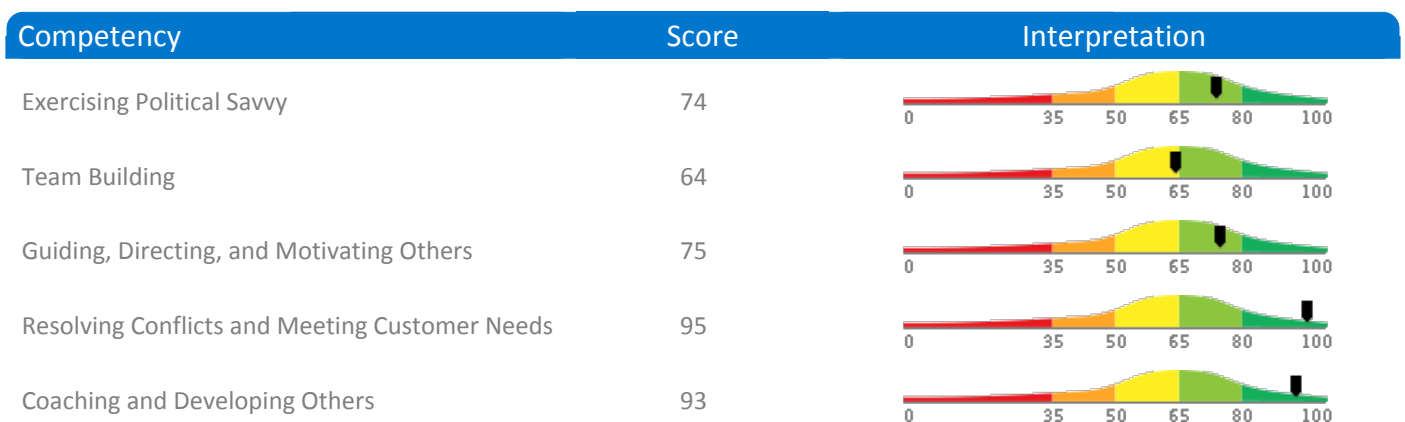 Competency Score Interpretation
Exercising Political Savvy 74
0 35 50 65 80 100
Team Building 64
0 35 50 65 80 100
Guiding, Directing, and Motivating Others 75
0 35 50 65 80 100
Resolving Conflicts and Meeting Customer Needs 95
0 35 50 65 80 100
Coaching and Developing Others 93
0 35 50 65 80 100